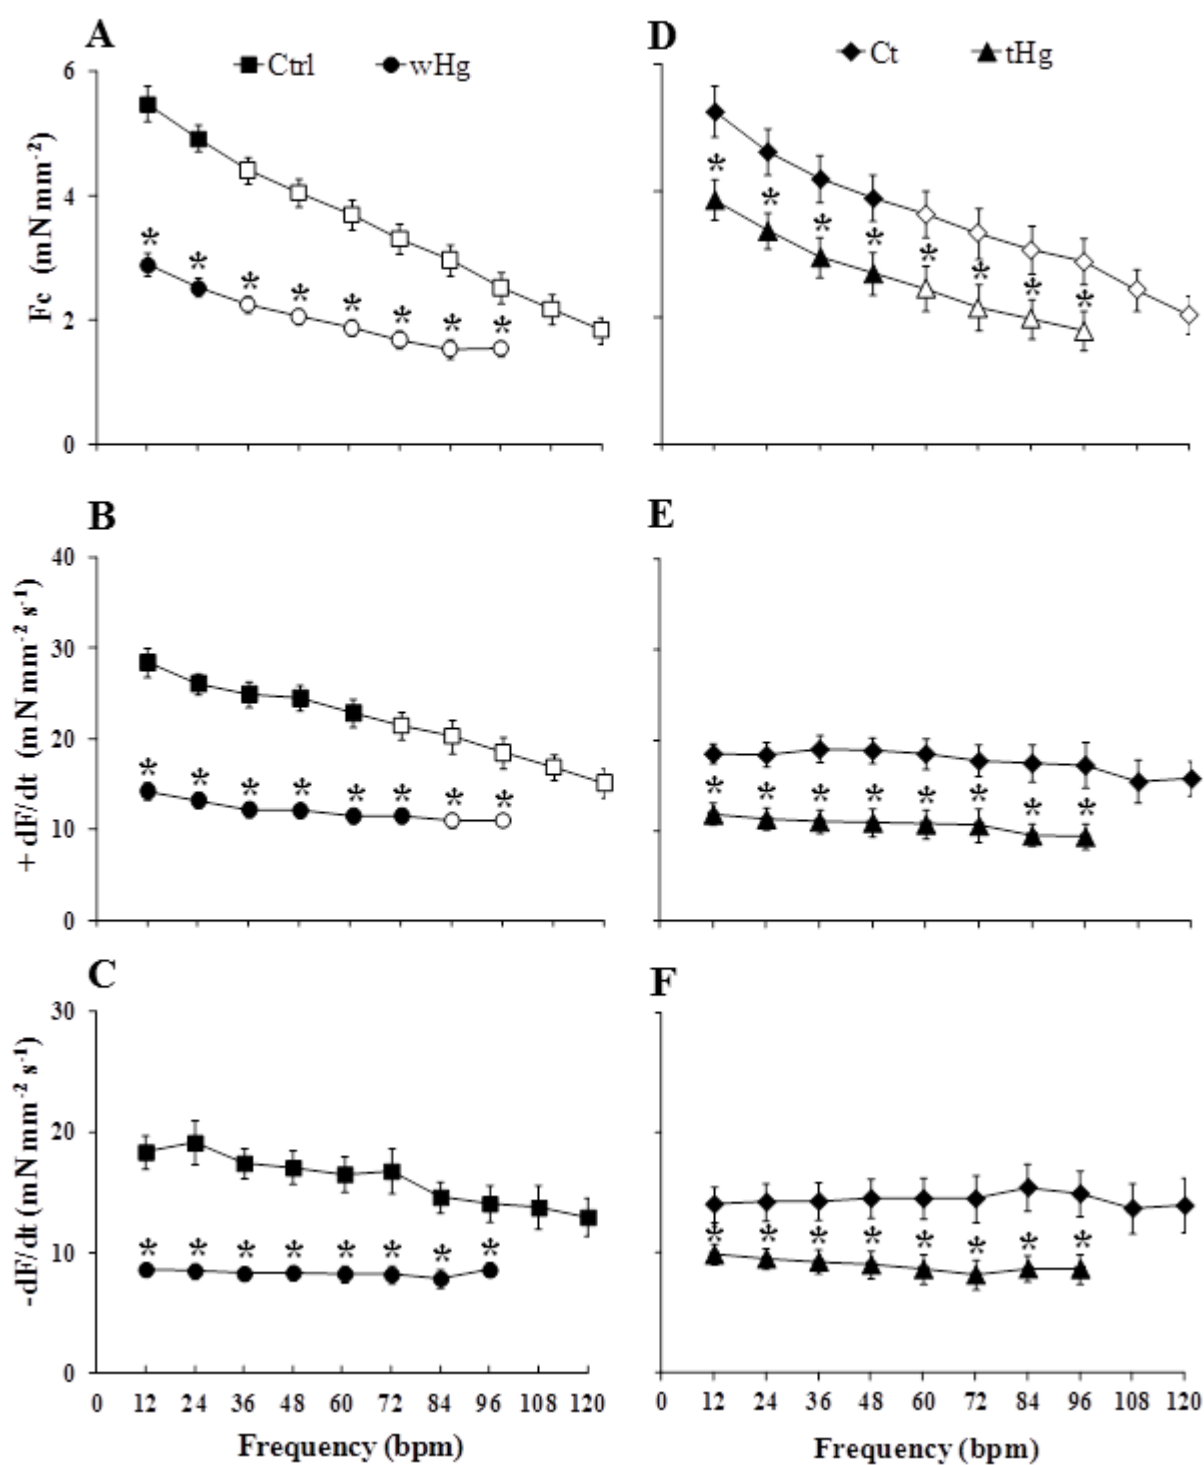 A
Ctrl wHg
Fc (mN mm-2)
6
4
2
0
D
Ct tHg
* * * * * * * *
* * * * * * * *
B
+ dF/dt (mN mm-2 s-1)
40
30
20
10
0
* * * * * * * *
E
* * * * * * * *
C
-dF/dt (mN mm-2 s-1)
30
20
10
0
* * * * * * * *
0 12 24 36 48 60 72 84 96 108 120
Frequency (bpm)
F
* * * * * * * *
0 12 24 36 48 60 72 84 96 108 120
Frequency (bpm)